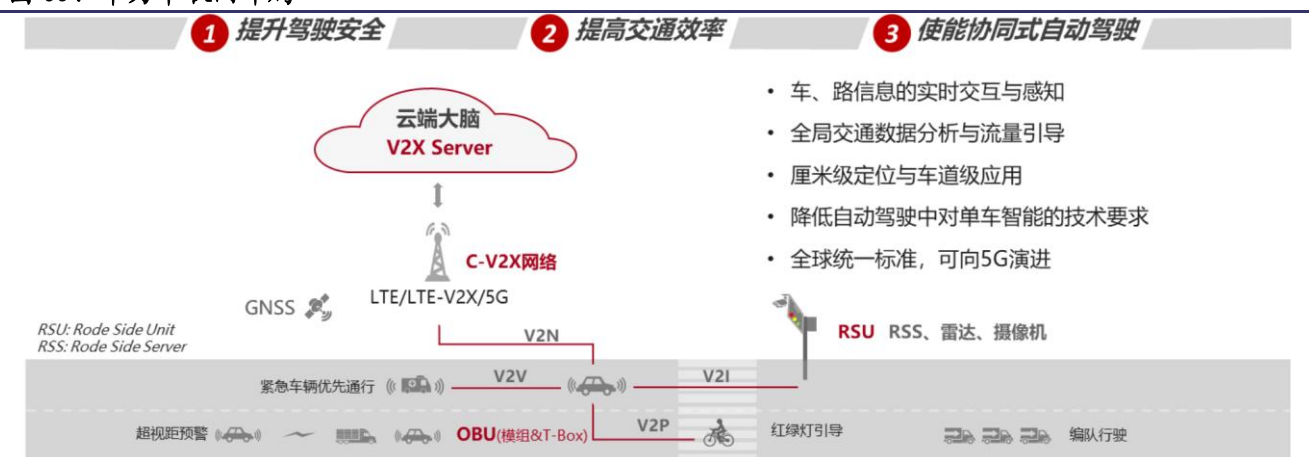 1 提升驾驶安全
2 提高交通效率
3 使能协同式自动驾驶
云端大脑
V2X Server
• 车、路信息的实时交互与感知
• 全局交通数据分析与流量引导
• 厘米级定位与车道级应用
• 降低自动驾驶中对单车智能的技术要求
• 全球统一标准，可向5G演进
C-V2X网络
LTE/LTE-V2X/5G
GNSS
RSU: Rode Side Unit
RSS: Rode Side Server
V2N
RSU RSS、雷达、摄像机
紧急车辆优先通行
V2V
V2I
超视距预警
OBU(模组&T-Box)
V2P
红绿灯引导
编队行驶